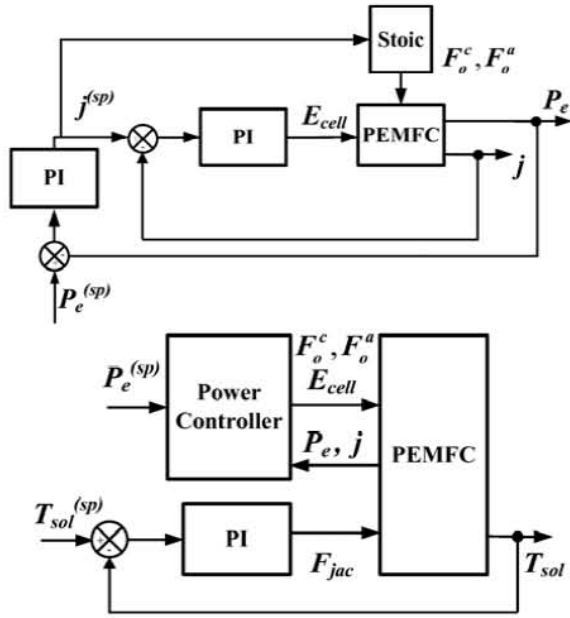 Stoic
F_o^c, F_o^a
j^(sp)
P_e
PI
E_cell
PEMFC
j
PI
P_e^(sp)
F_o^c, F_o^a
P_e^(sp)
Power
Controller
E_cell
P_e, j
PEMFC
T_sol^(sp)
PI
F_jac
T_sol